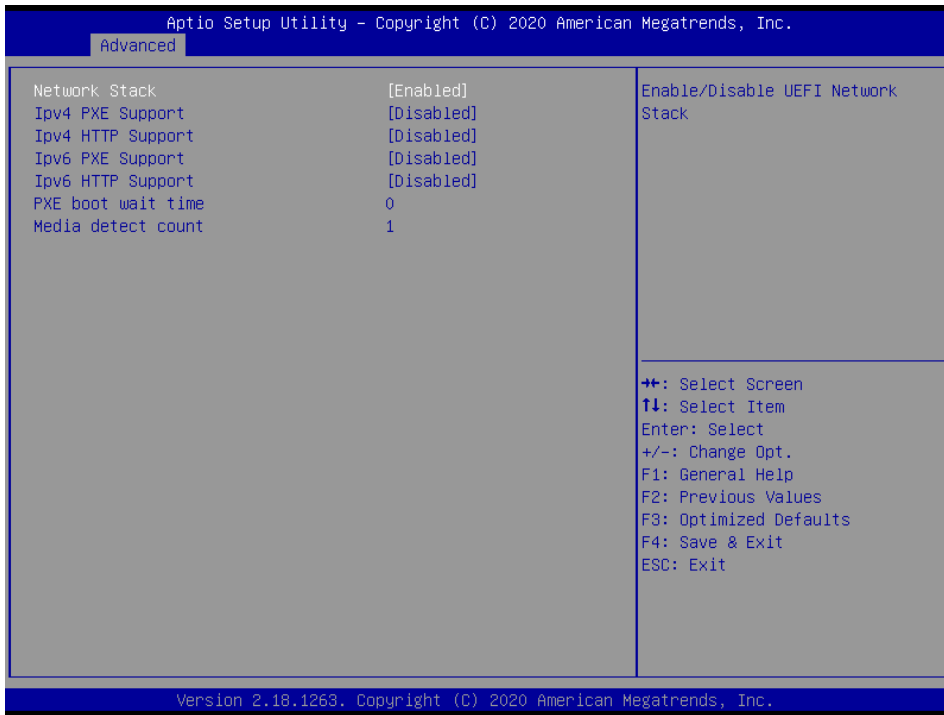 Aptio Setup Utility – Copyright (C) 2020 American Megatrends, Inc.
Advanced
Network Stack [Enabled]
Ipv4 PXE Support [Disabled]
Ipv4 HTTP Support [Disabled]
Ipv6 PXE Support [Disabled]
Ipv6 HTTP Support [Disabled]
PXE boot wait time 0
Media detect count 1
Enable/Disable UEFI Network
Stack
→←: Select Screen
↑↓: Select Item
Enter: Select
+/-: Change Opt.
F1: General Help
F2: Previous Values
F3: Optimized Defaults
F4: Save & Exit
ESC: Exit
Version 2.18.1263. Copyright (C) 2020 American Megatrends, Inc.